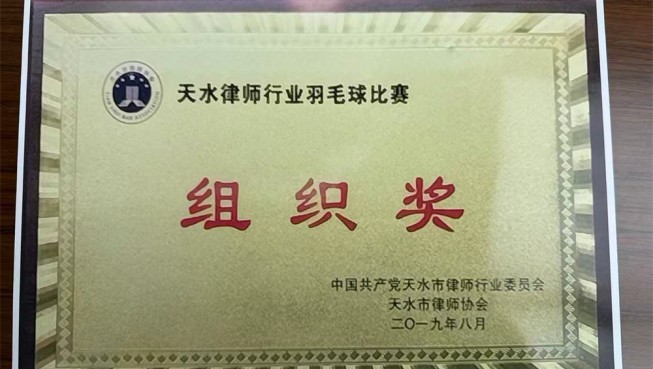 天水律师行业羽毛球比赛
组织奖
中国共产党天水市律师行业委员会
天水市律师协会
二〇一九年八月